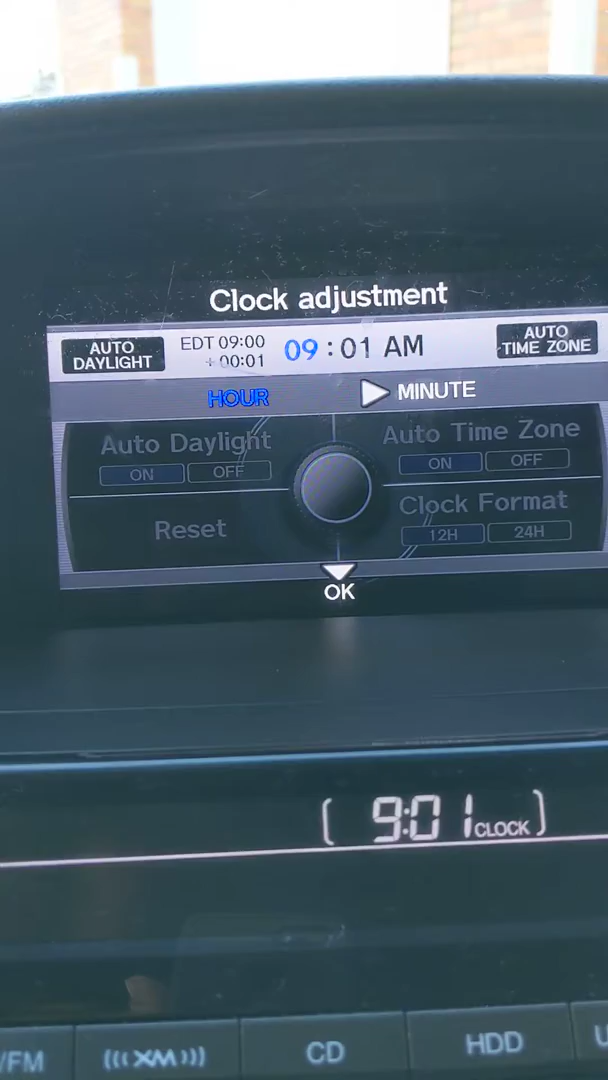 Clock adjustment
AUTO DAYLIGHT
EDT 09:00
+00:01
09:01 AM
AUTO TIME ZONE
HOUR
MINUTE
Auto Daylight
ON OFF
Auto Time Zone
ON OFF
Reset
Clock Format
12H 24H
OK
9:01 CLOCK
/FM
XM
CD
HDD